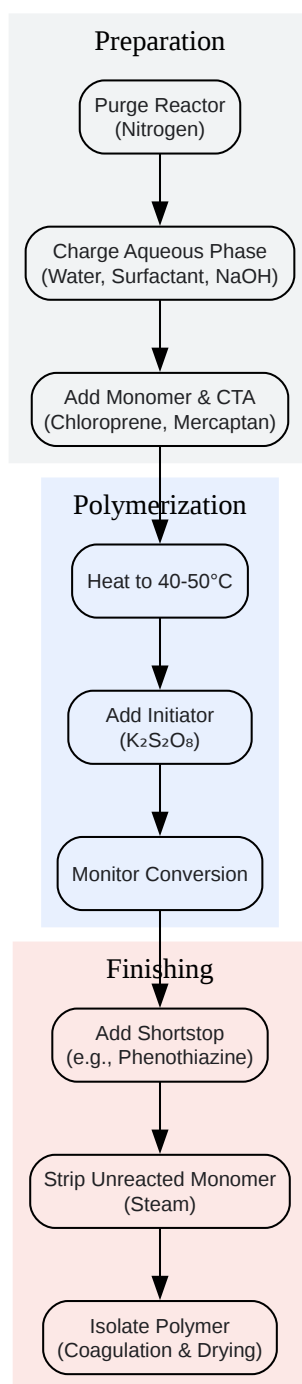 Preparation
Purge Reactor
(Nitrogen)
Charge Aqueous Phase
(Water, Surfactant, NaOH)
Add Monomer & CTA
(Chloroprene, Mercaptan)
Polymerization
Heat to 40-50°C
Add Initiator
(K₂S₂O₈)
Monitor Conversion
Finishing
Add Shortstop
(e.g., Phenothiazine)
Strip Unreacted Monomer
(Steam)
Isolate Polymer
(Coagulation & Drying)